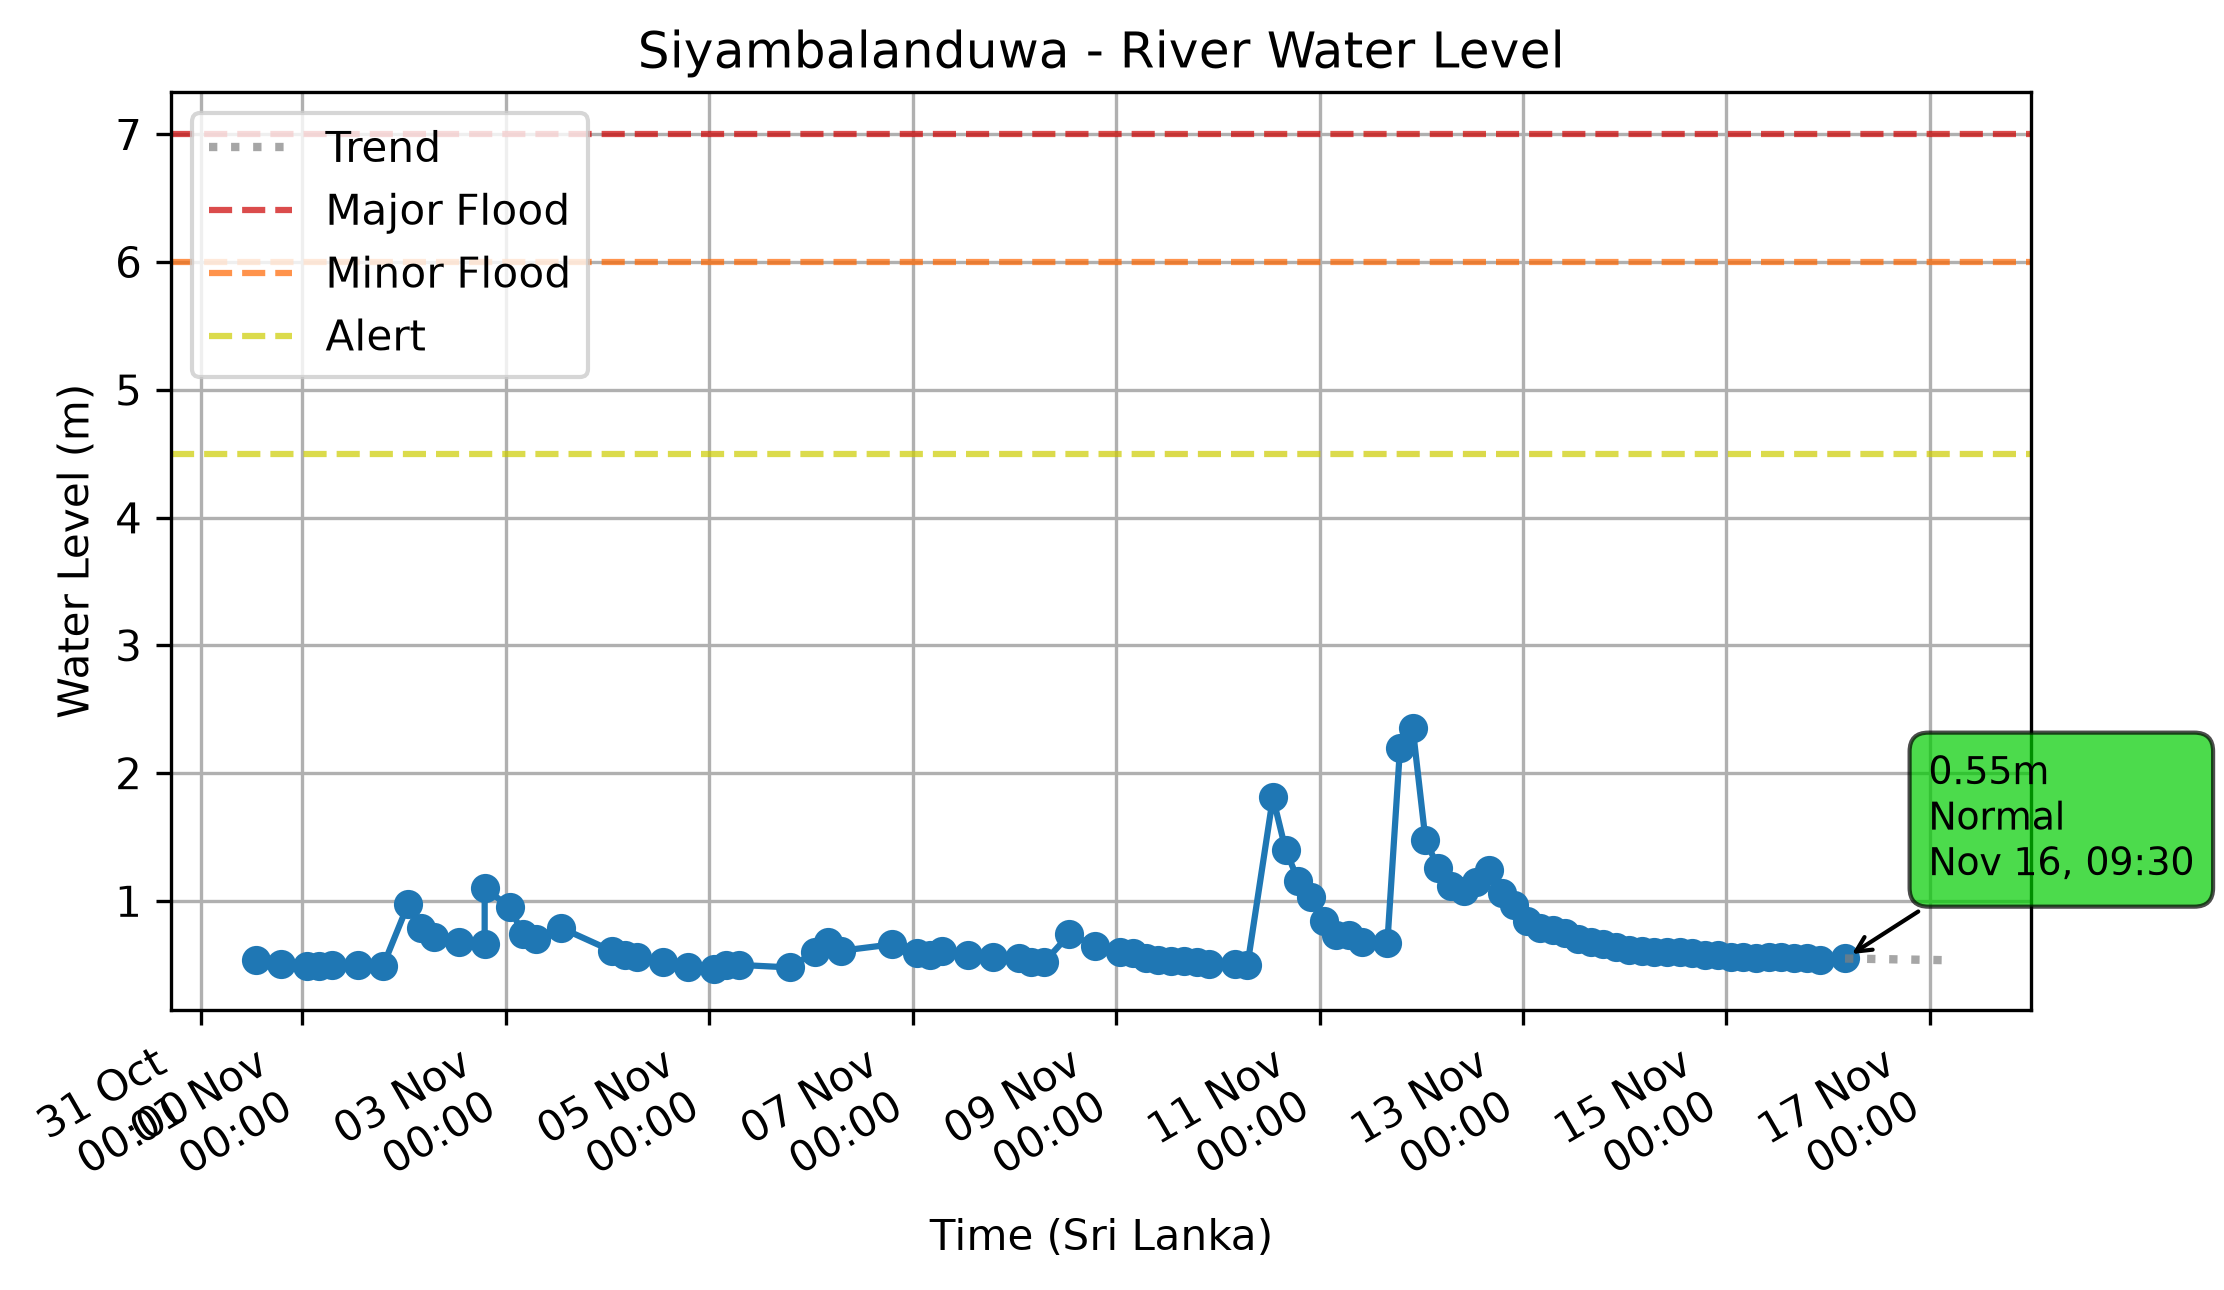 Siyambalanduwa - River Water Level
Trend
Major Flood
Minor Flood
Alert
7
6
5
4
3
2
1
Water Level (m)
0.55m
Normal
Nov 16, 09:30
31 Oct
00:00
01 Nov
00:00
03 Nov
00:00
05 Nov
00:00
07 Nov
00:00
09 Nov
00:00
11 Nov
00:00
13 Nov
00:00
15 Nov
00:00
17 Nov
00:00
Time (Sri Lanka)